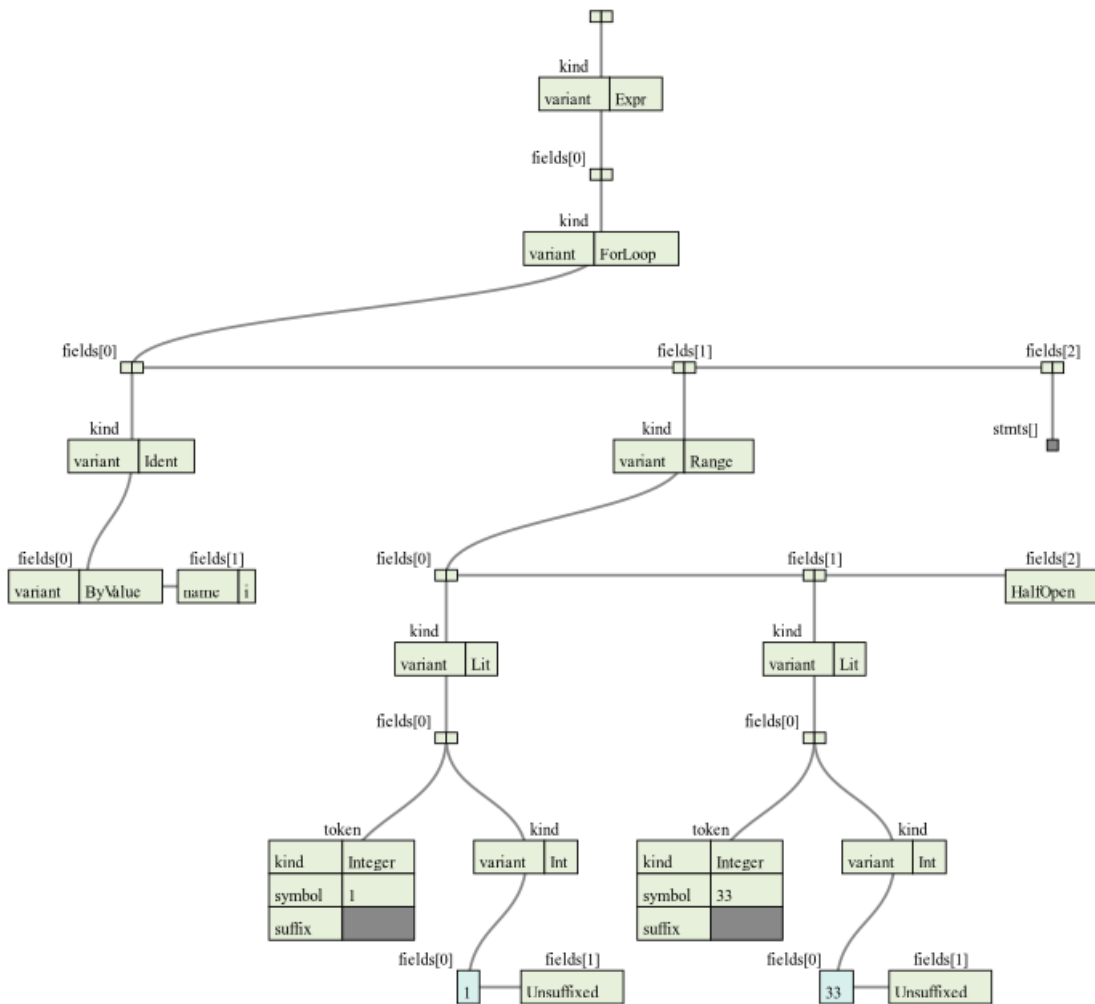 kind
variant Expr
fields[0]
kind
variant ForLoop
fields[0] fields[1] fields[2]
kind kind stmts[]
variant Ident variant Range
fields[0] fields[1] fields[0] fields[1] fields[2]
variant ByValue name i HalfOpen
kind kind
variant Lit variant Lit
fields[0] fields[0]
token kind token kind
kind Integer variant Int kind Integer variant Int
symbol 1 symbol 33
suffix suffix
fields[0] fields[1] fields[0] fields[1]
1 Unsuffixed 33 Unsuffixed